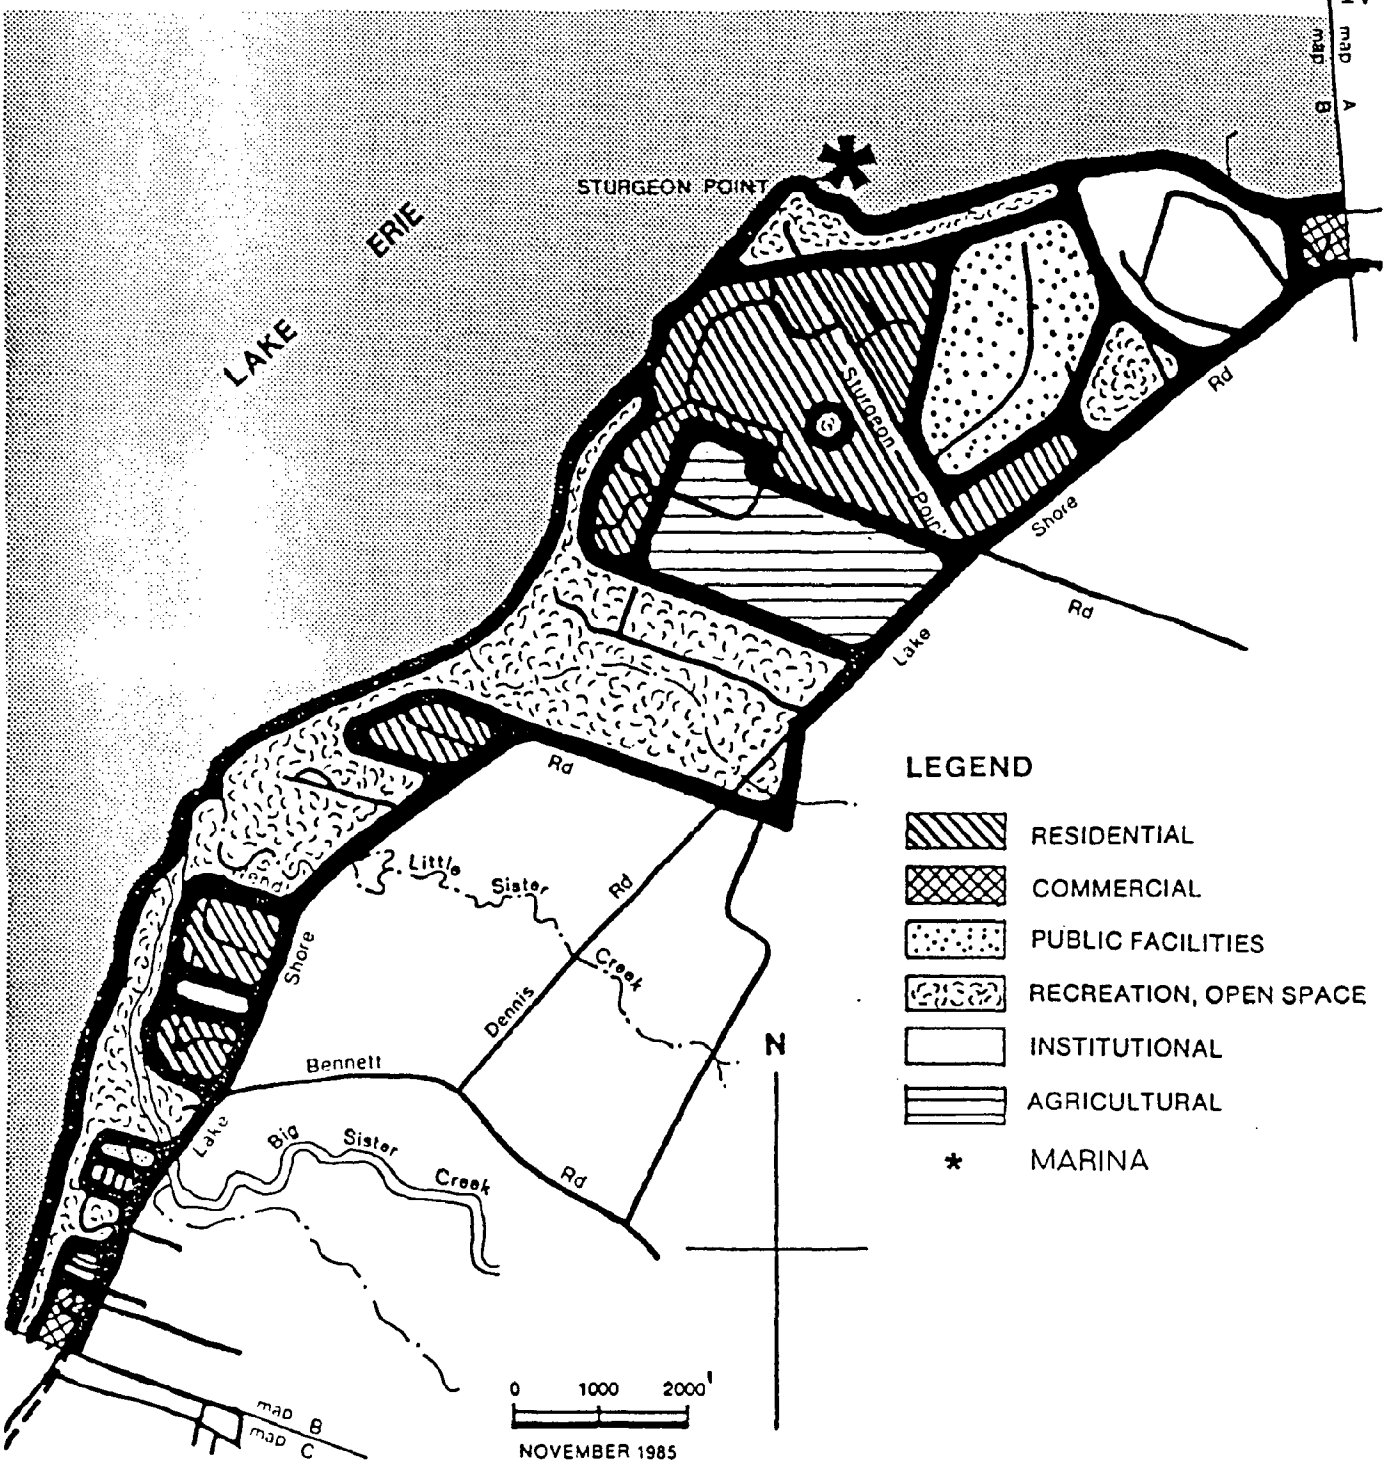 map A
map B
STURGEON POINT
LAKE ERIE
Sturgeon
Point
Rd
Shore
Rd
Lake
Rd
Little Sister Creek
Rd
Dennis
Shore
Bennett
Rd
Lake
Big Sister Creek
LEGEND
RESIDENTIAL
COMMERCIAL
PUBLIC FACILITIES
RECREATION, OPEN SPACE
INSTITUTIONAL
AGRICULTURAL
* MARINA
N
0 1000 2000'
NOVEMBER 1985
map B
map C